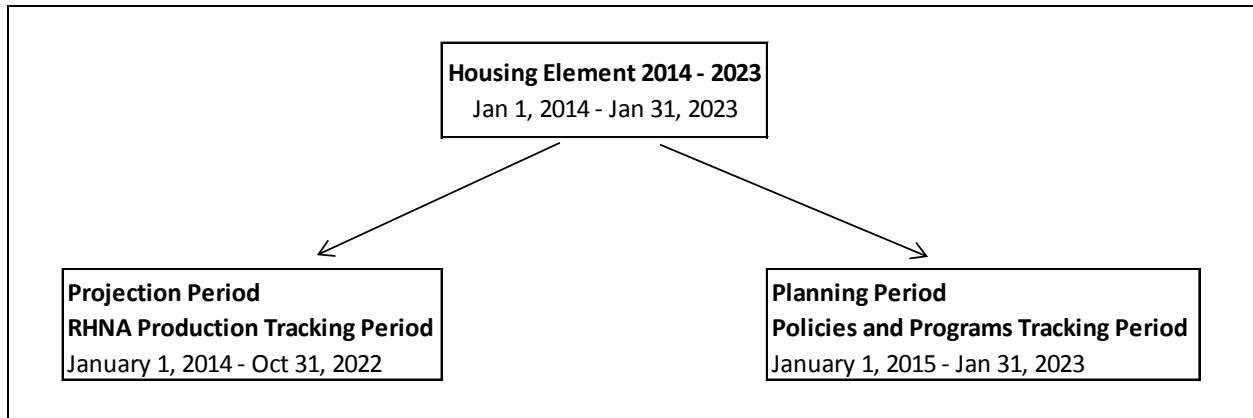 Housing Element 2014 - 2023
Jan 1, 2014 - Jan 31, 2023
Projection Period
RHNA Production Tracking Period
January 1, 2014 - Oct 31, 2022
Planning Period
Policies and Programs Tracking Period
January 1, 2015 - Jan 31, 2023